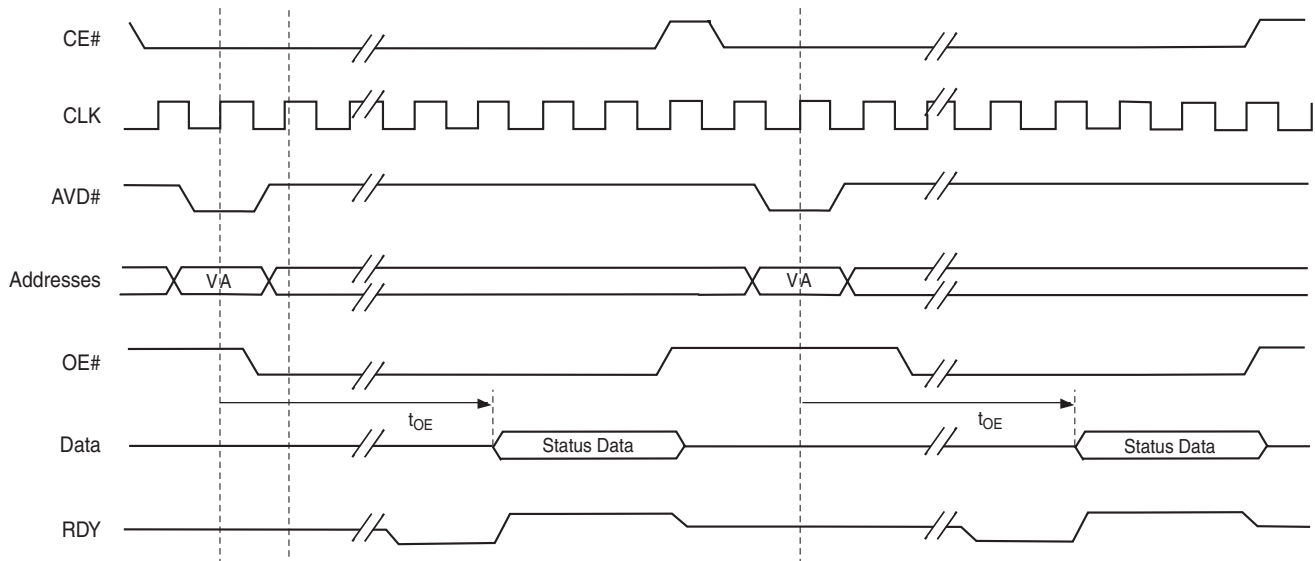 CE#
CLK
AVD#
Addresses
VA
VA
OE#
tOE
tOE
Data
Status Data
Status Data
RDY